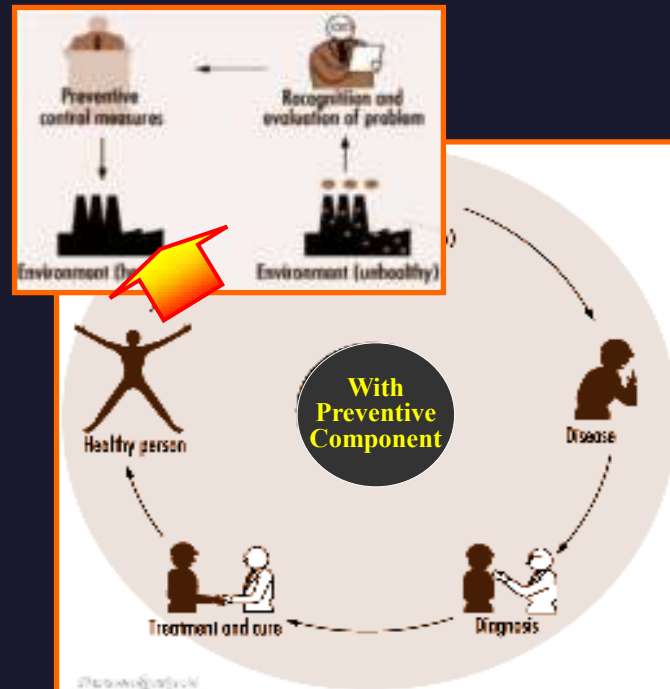 Preventive
control measures
Recognition and
evaluation of problem
Environment (h
Environment (unhealthy)
With
Preventive
Component
Healthy person
Disease
Treatment and cure
Diagnosis